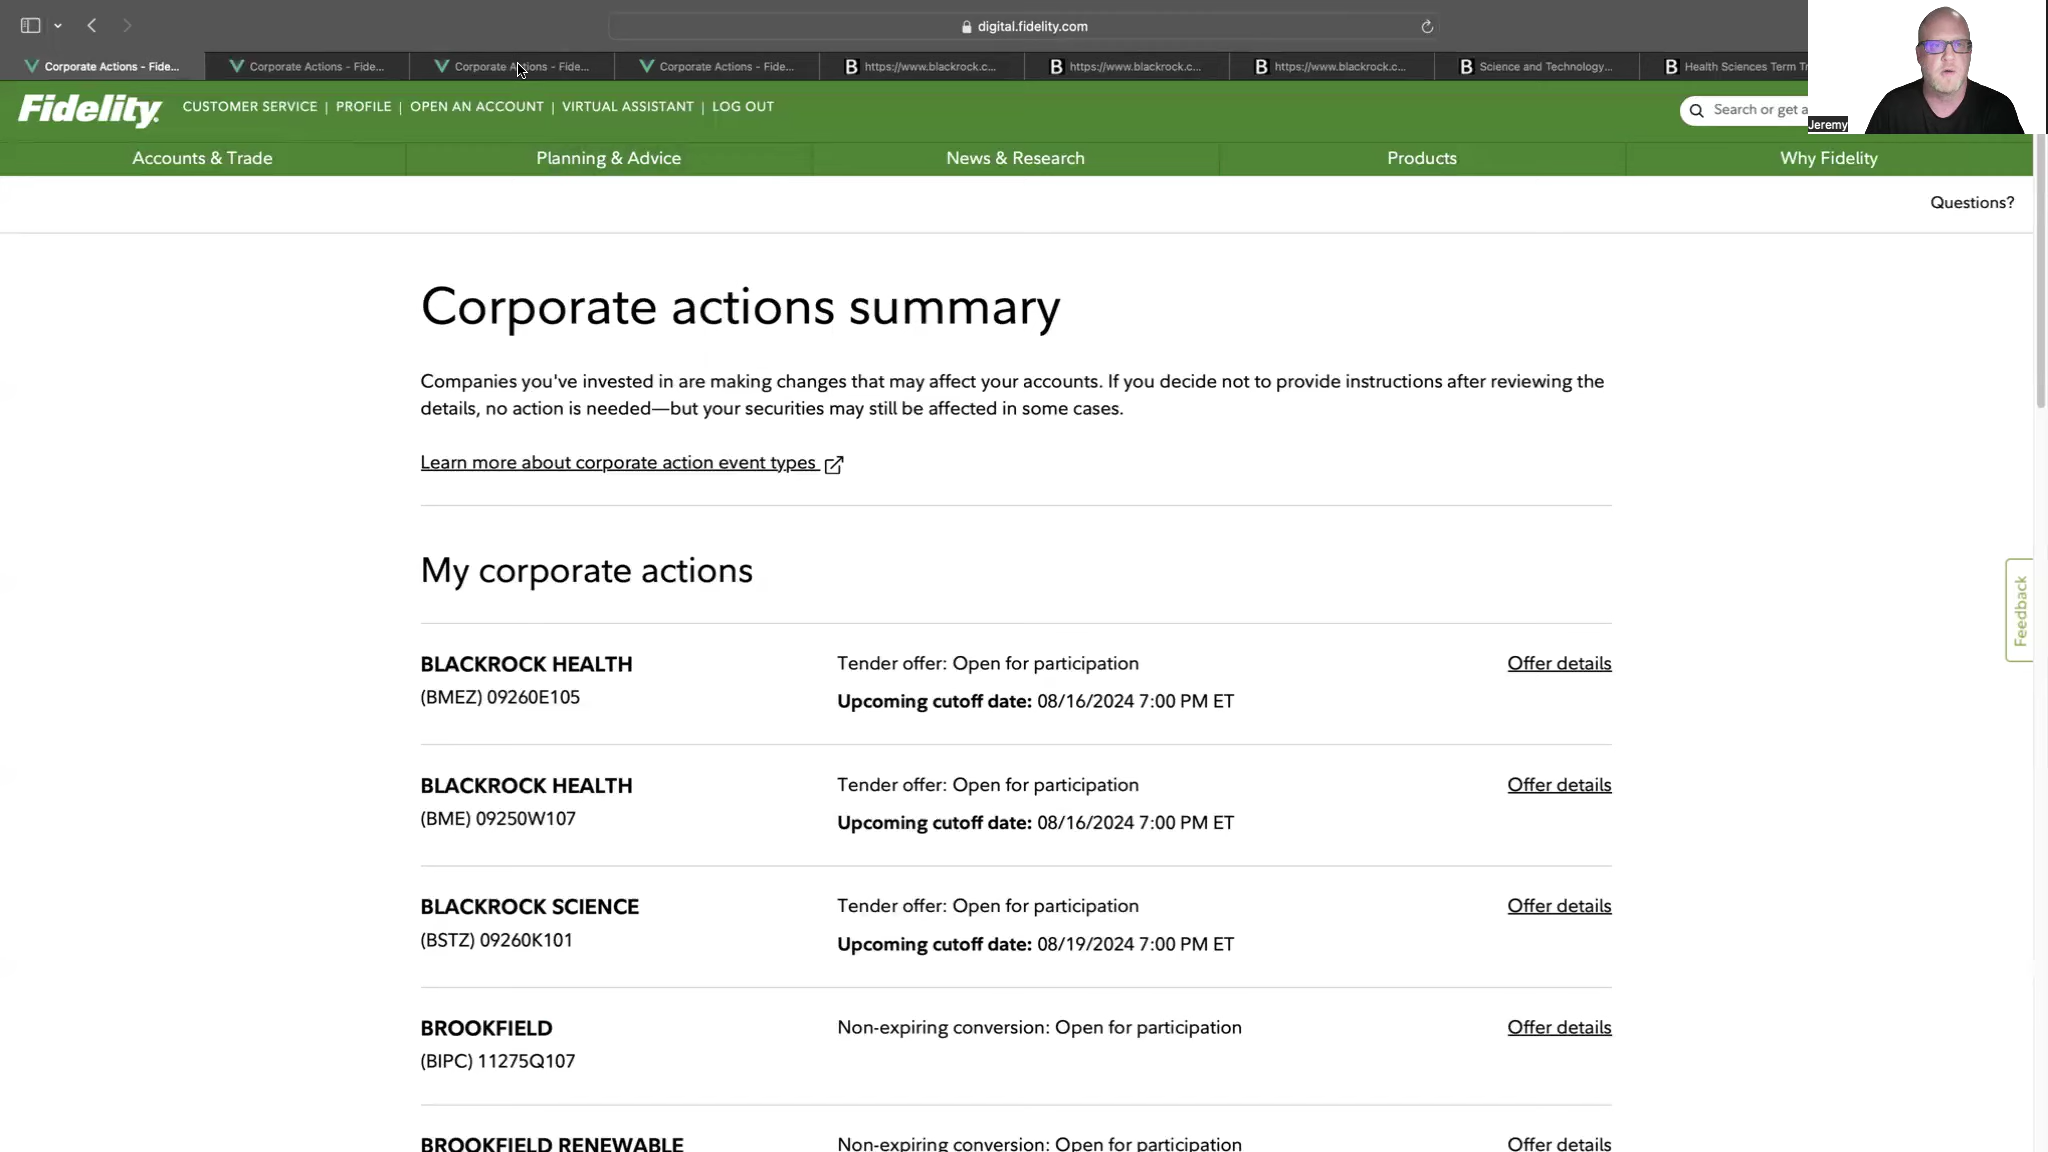 digital.fidelity.com
Corporate Actions - Fide...
Corporate Actions - Fide...
Corporate Actions - Fide...
Corporate Actions - Fide...
https://www.blackrock.c...
https://www.blackrock.c...
https://www.blackrock.c...
Science and Technology...
Health Sciences Term Tr
Fidelity
CUSTOMER SERVICE | PROFILE | OPEN AN ACCOUNT | VIRTUAL ASSISTANT | LOG OUT
Search or get a
Jeremy
Accounts & Trade
Planning & Advice
News & Research
Products
Why Fidelity
Questions?
Corporate actions summary
Companies you've invested in are making changes that may affect your accounts. If you decide not to provide instructions after reviewing the
details, no action is needed—but your securities may still be affected in some cases.
Learn more about corporate action event types
My corporate actions
BLACKROCK HEALTH
(BMEZ) 09260E105
Tender offer: Open for participation
Upcoming cutoff date: 08/16/2024 7:00 PM ET
Offer details
BLACKROCK HEALTH
(BME) 09250W107
Tender offer: Open for participation
Upcoming cutoff date: 08/16/2024 7:00 PM ET
Offer details
BLACKROCK SCIENCE
(BSTZ) 09260K101
Tender offer: Open for participation
Upcoming cutoff date: 08/19/2024 7:00 PM ET
Offer details
BROOKFIELD
(BIPC) 11275Q107
Non-expiring conversion: Open for participation
Offer details
BROOKFIELD RENEWABLE
Non-expiring conversion: Open for participation
Offer details
Feedback